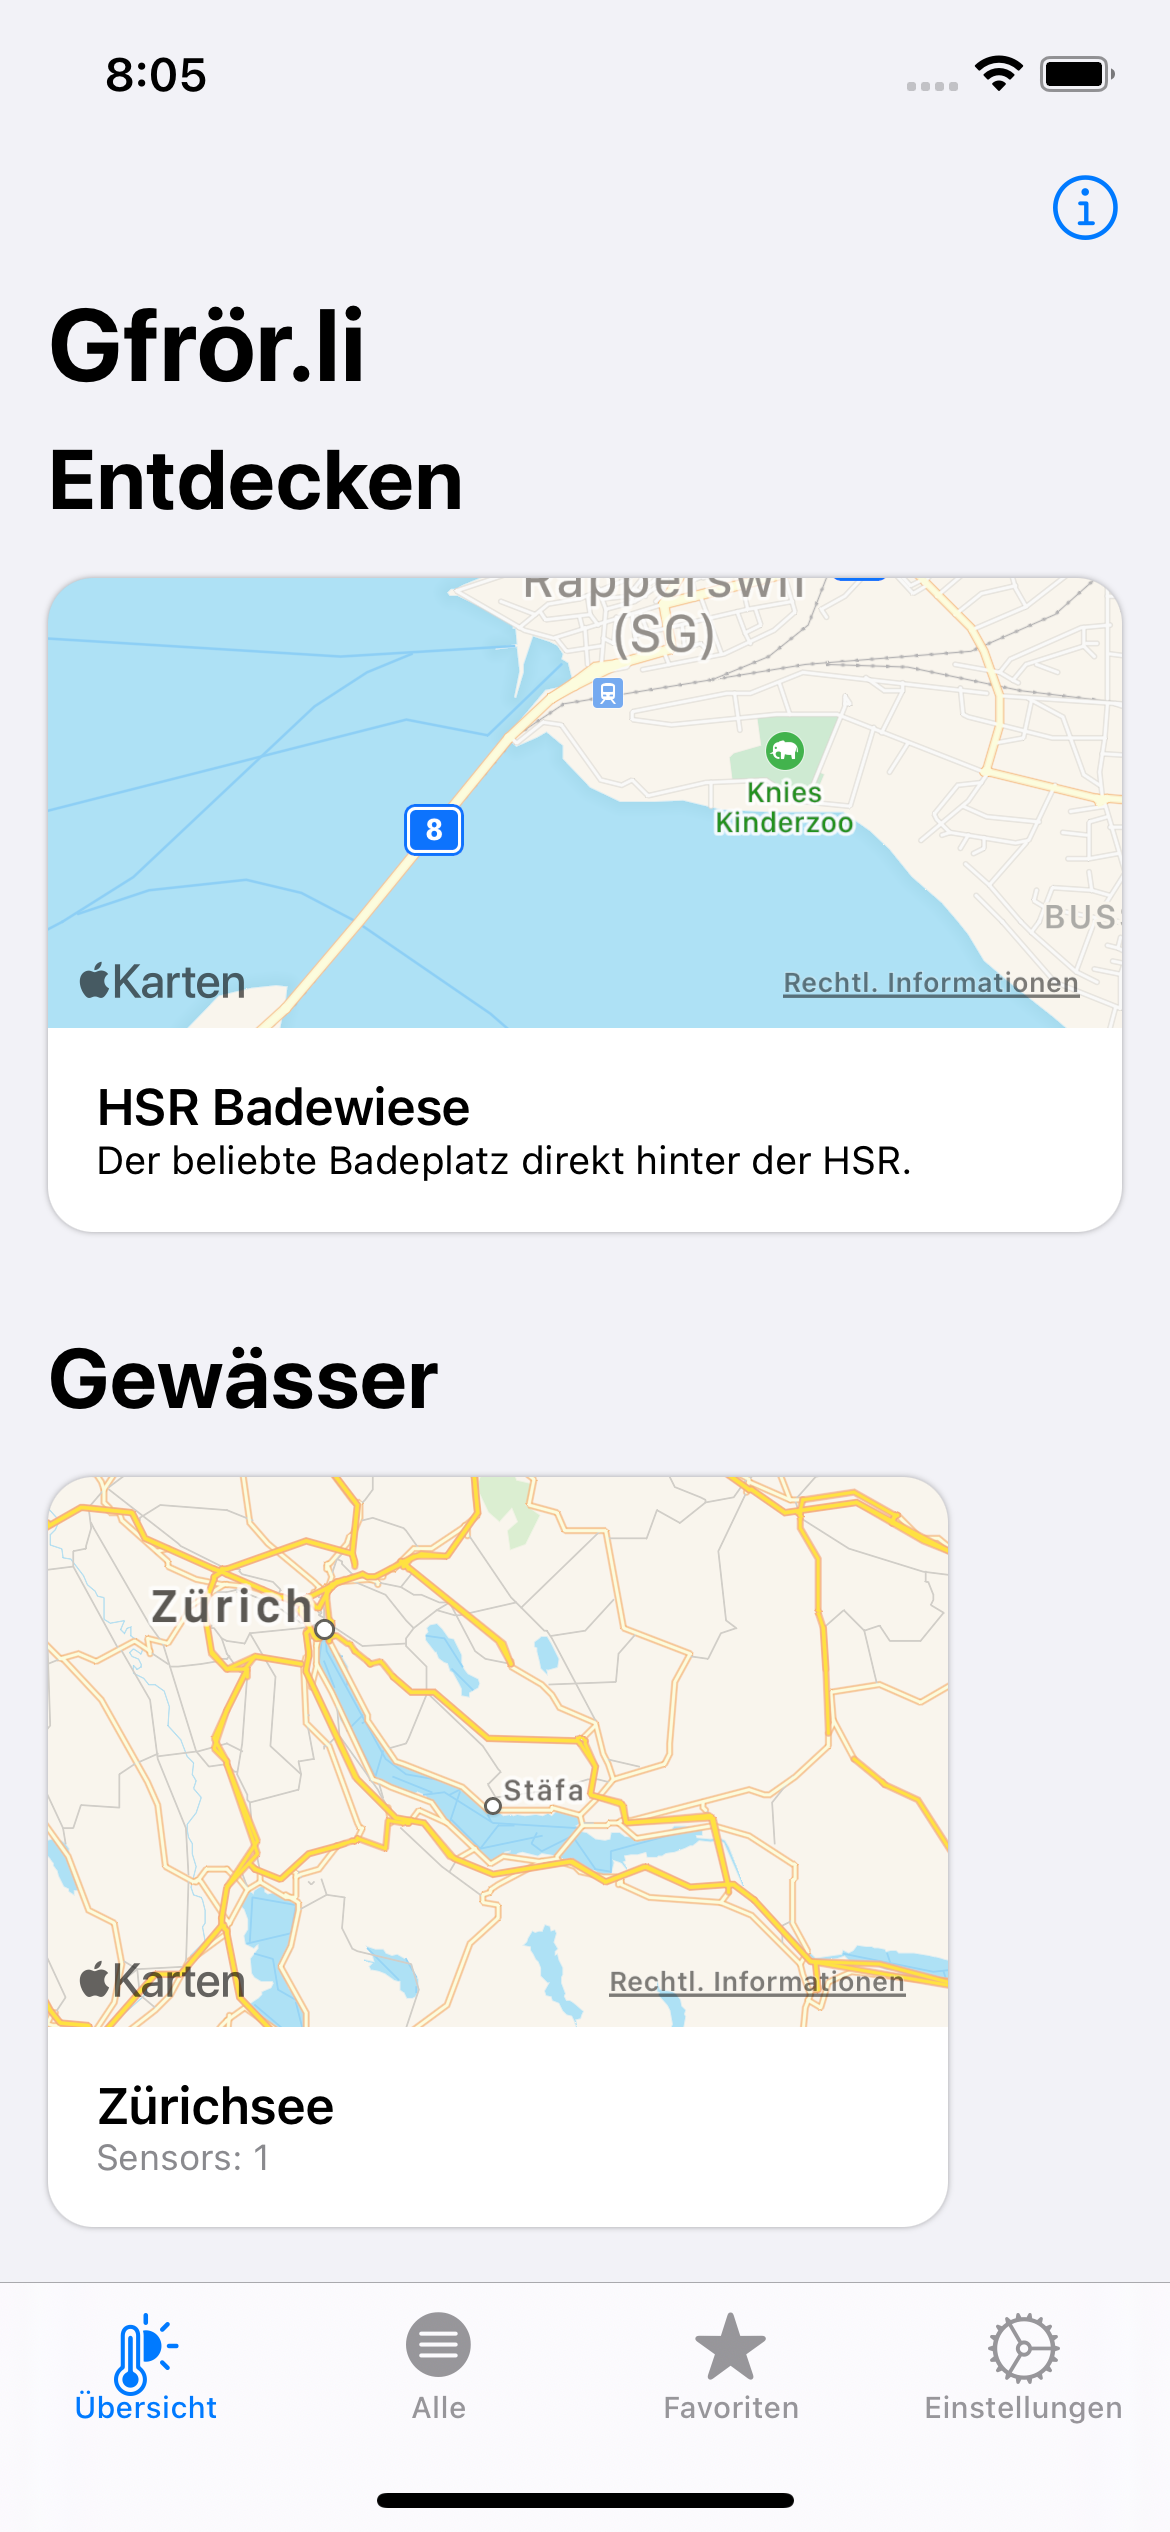 8:05
Gfrör.li
Entdecken
Rapperswil
(SG)
Knies
Kinderzoo
8
Karten
Rechtl. Informationen
HSR Badewiese
Der beliebte Badeplatz direkt hinter der HSR.
Gewässer
Zürich
Stäfa
Karten
Rechtl. Informationen
Zürichsee
Sensors: 1
Übersicht
Alle
Favoriten
Einstellungen